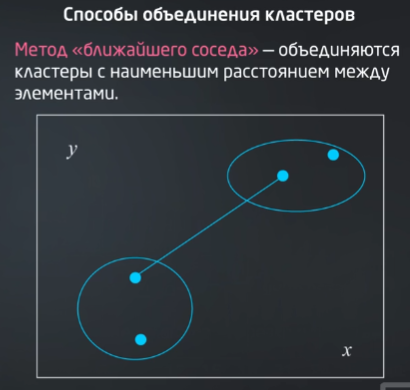 Способы объединения кластеров
Метод «ближайшего соседа» – объединяются
кластеры с наименьшим расстоянием между
элементами.
y
x